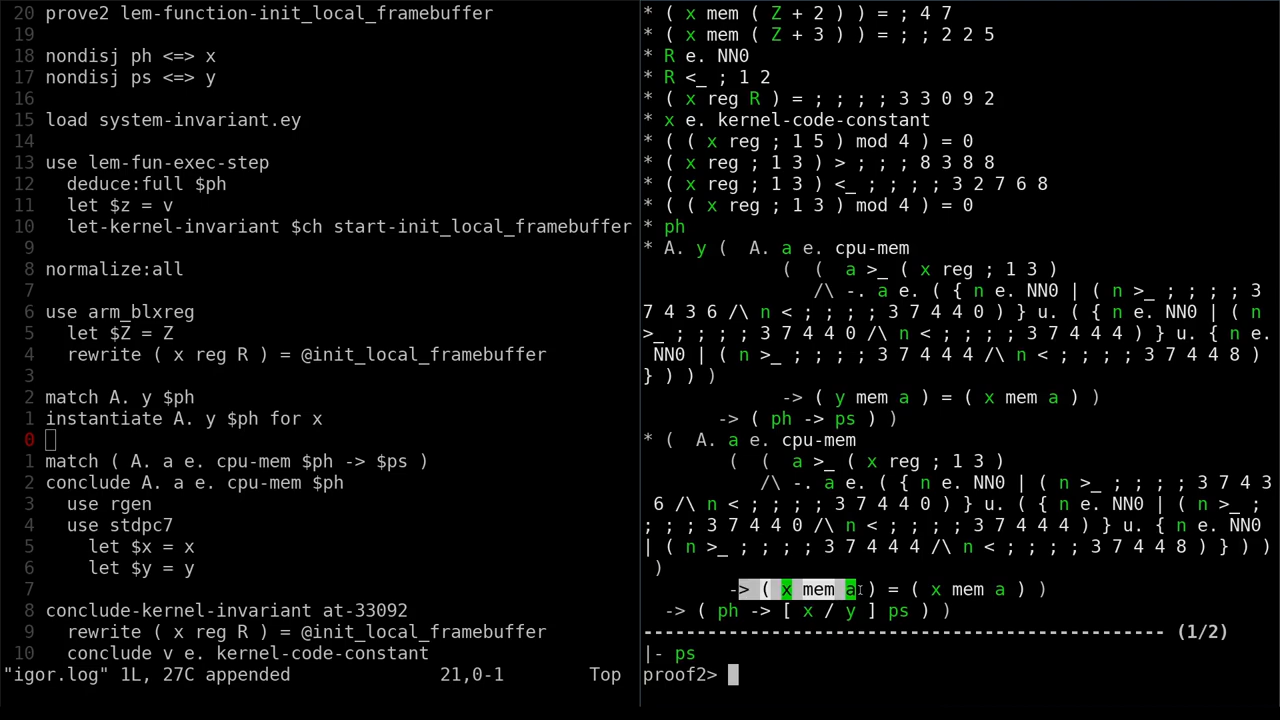 20 prove2 lem-function-init_local_framebuffer
19
18 nondisj ph <=> x
17 nondisj ps <=> y
16
15 load system-invariant.ey
14
13 use lem-fun-exec-step
12   deduce:full $ph
11   let $z = v
10   let-kernel-invariant $ch start-init_local_framebuffer
9
8 normalize:all
7
6 use arm_blxreg
5   let $Z = Z
4   rewrite ( x reg R ) = @init_local_framebuffer
3
2 match A. y $ph
1 instantiate A. y $ph for x
0
1 match ( A. a e. cpu-mem $ph -> $ps )
2 conclude A. a e. cpu-mem $ph
3   use rgen
4   use stdpc7
5     let $x = x
6     let $y = y
7
8 conclude-kernel-invariant at-33092
9   rewrite ( x reg R ) = @init_local_framebuffer
10   conclude v e. kernel-code-constant
"igor.log" 1L, 27C appended 21,0-1 Top
* ( x mem ( Z + 2 ) ) = ; 4 7
* ( x mem ( Z + 3 ) ) = ; ; 2 2 5
* R e. NN0
* R <_ ; 1 2
* ( x reg R ) = ; ; ; ; 3 3 0 9 2
* x e. kernel-code-constant
* ( ( x reg ; 1 5 ) mod 4 ) = 0
* ( x reg ; 1 3 ) > ; ; ; 8 3 8 8
* ( x reg ; 1 3 ) <_ ; ; ; ; 3 2 7 6 8
* ( ( x reg ; 1 3 ) mod 4 ) = 0
* ph
* A. y (  A. a e. cpu-mem
(  (  a >_ ( x reg ; 1 3 )
/\ -. a e. ( { n e. NN0 | ( n >_ ; ; ; ; 3
7 4 3 6 /\ n < ; ; ; ; 3 7 4 4 0 ) } u. ( { n e. NN0 | ( n
>_ ; ; ; ; 3 7 4 4 0 /\ n < ; ; ; ; 3 7 4 4 4 ) } u. { n e.
NN0 | ( n >_ ; ; ; ; 3 7 4 4 4 /\ n < ; ; ; ; 3 7 4 4 8 )
} ) ) )
-> ( y mem a ) = ( x mem a ) )
-> ( ph -> ps ) )
* (  A. a e. cpu-mem
(  (  a >_ ( x reg ; 1 3 )
/\ -. a e. ( { n e. NN0 | ( n >_ ; ; ; ; 3 7 4 3
6 /\ n < ; ; ; ; 3 7 4 4 0 ) } u. ( { n e. NN0 | ( n >_ ;
; ; ; 3 7 4 4 0 /\ n < ; ; ; ; 3 7 4 4 4 ) } u. { n e. NN0
| ( n >_ ; ; ; ; 3 7 4 4 4 /\ n < ; ; ; ; 3 7 4 4 8 ) } ) )
)
-> ( x mem a ) = ( x mem a ) )
-> ( ph -> [ x / y ] ps ) )
------------------------------------------------- (1/2)
|- ps
proof2>